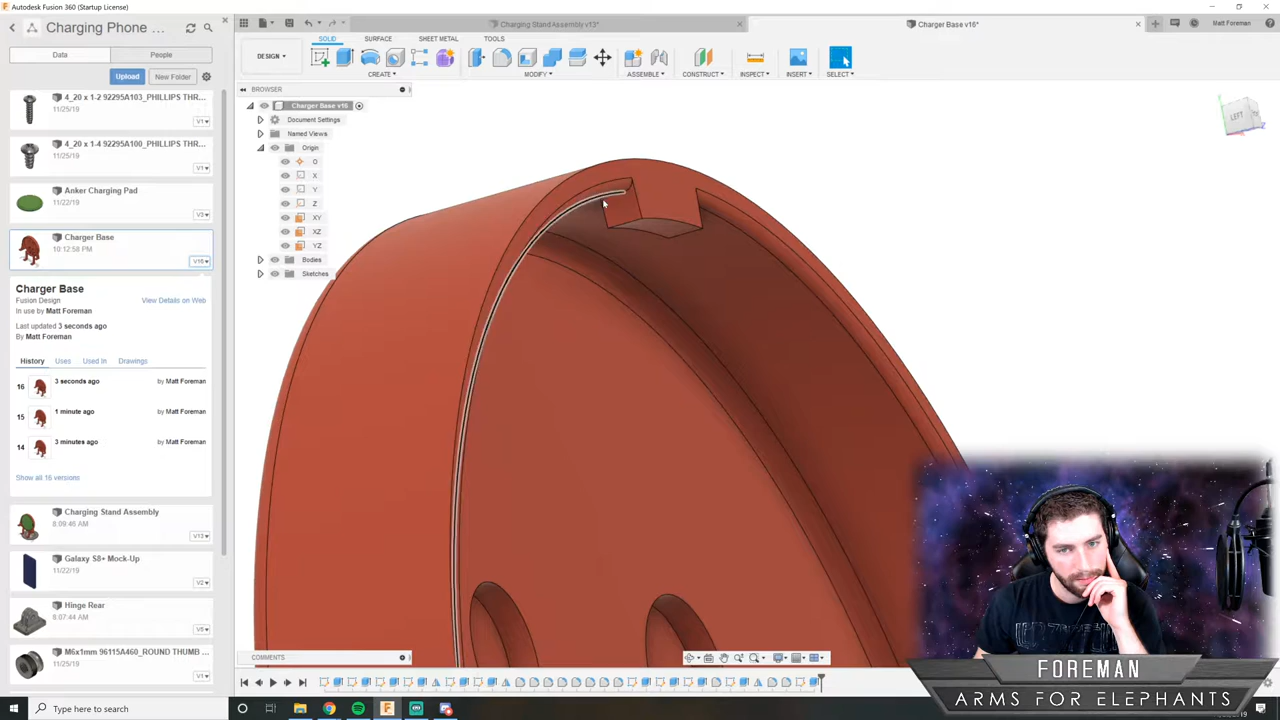 Autodesk Fusion 360 (Startup License)
Charging Phone ...
Charging Stand Assembly v13*
Charger Base v16*
Matt Foreman
Data
People
Upload
New Folder
DESIGN
SOLID
SURFACE
SHEET METAL
TOOLS
CREATE
MODIFY
ASSEMBLE
CONSTRUCT
INSPECT
INSERT
SELECT
BROWSER
Charger Base v16
Document Settings
Named Views
Origin
O
X
Y
Z
XY
XZ
YZ
Bodies
Sketches
LEFT
4_20 x 1-2 92295A103_PHILLIPS THR...
11/25/19
V1
4_20 x 1-4 92295A100_PHILLIPS THR...
11/25/19
V1
Anker Charging Pad
11/22/19
V3
Charger Base
10:12:58 PM
V16
Charger Base
Fusion Design
View Details on Web
In use by Matt Foreman
Last updated 3 seconds ago
By Matt Foreman
History
Uses
Used In
Drawings
16
3 seconds ago
by Matt Foreman
15
1 minute ago
by Matt Foreman
14
3 minutes ago
by Matt Foreman
Show all 16 versions
Charging Stand Assembly
8:09:46 AM
V13
Galaxy S8+ Mock-Up
11/22/19
V2
Hinge Rear
8:07:44 AM
M6x1mm 96115A460_ROUND THUMB ...
11/25/19
V1
COMMENTS
Type here to search
FOREMAN
ARMS FOR ELEPHANTS